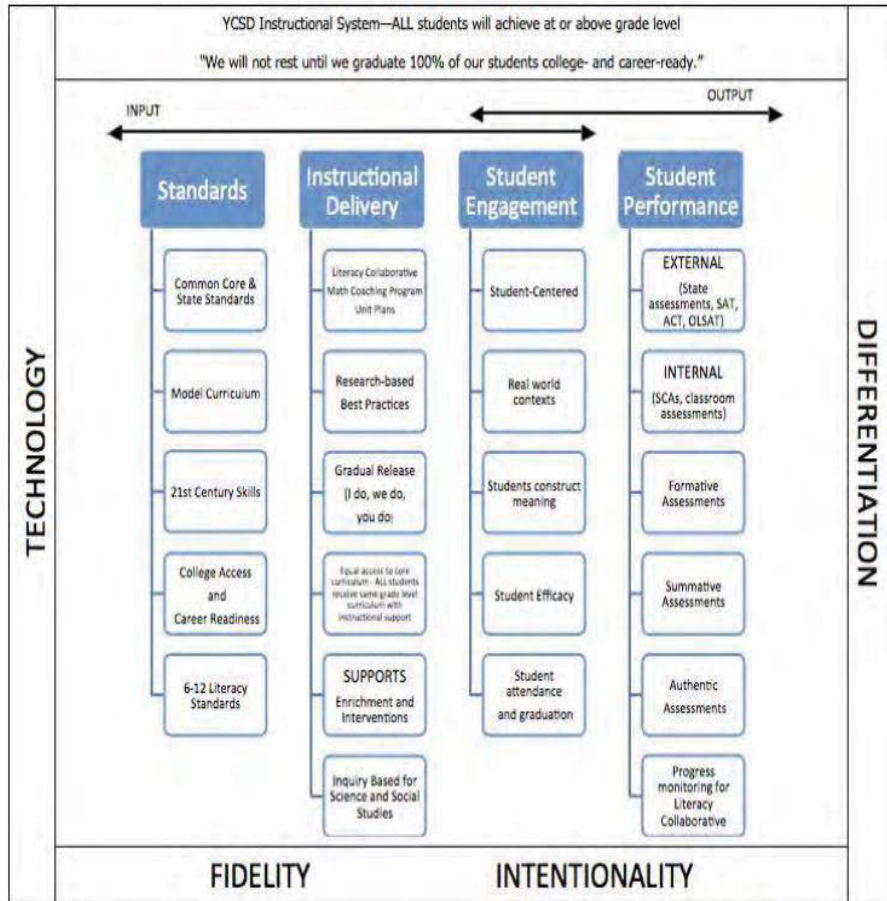 YCSD Instructional System—ALL students will achieve at or above grade level
"We will not rest until we graduate 100% of our students college- and career-ready."
INPUT
OUTPUT
TECHNOLOGY
Standards
Common Core &
State Standards
Model Curriculum
21st Century Skills
College Access
and
Career Readiness
6-12 Literacy
Standards
Instructional
Delivery
Literacy Collaborative
Math Coaching Program
Unit Plans
Research-based
Best Practices
Gradual Release
(I do, we do,
you do)
Equal access to core
curriculum - ALL students
receive same grade level
curriculum with
instructional support
SUPPORTS
Enrichment and
Interventions
Inquiry Based for
Science and Social
Studies
Student
Engagement
Student-Centered
Real world
contexts
Students construct
meaning
Student Efficacy
Student
attendance
and graduation
Student
Performance
EXTERNAL
(State
assessments, SAT,
ACT, OLSAT)
INTERNAL
(SCAs, classroom
assessments)
Formative
Assessments
Summative
Assessments
Authentic
Assessments
Progress
monitoring for
Literacy
Collaborative
DIFFERENTIATION
FIDELITY
INTENTIONALITY